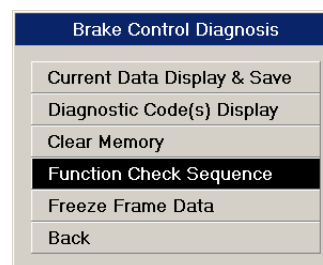 Brake Control Diagnosis
Current Data Display & Save
Diagnostic Code(s) Display
Clear Memory
Function Check Sequence
Freeze Frame Data
Back